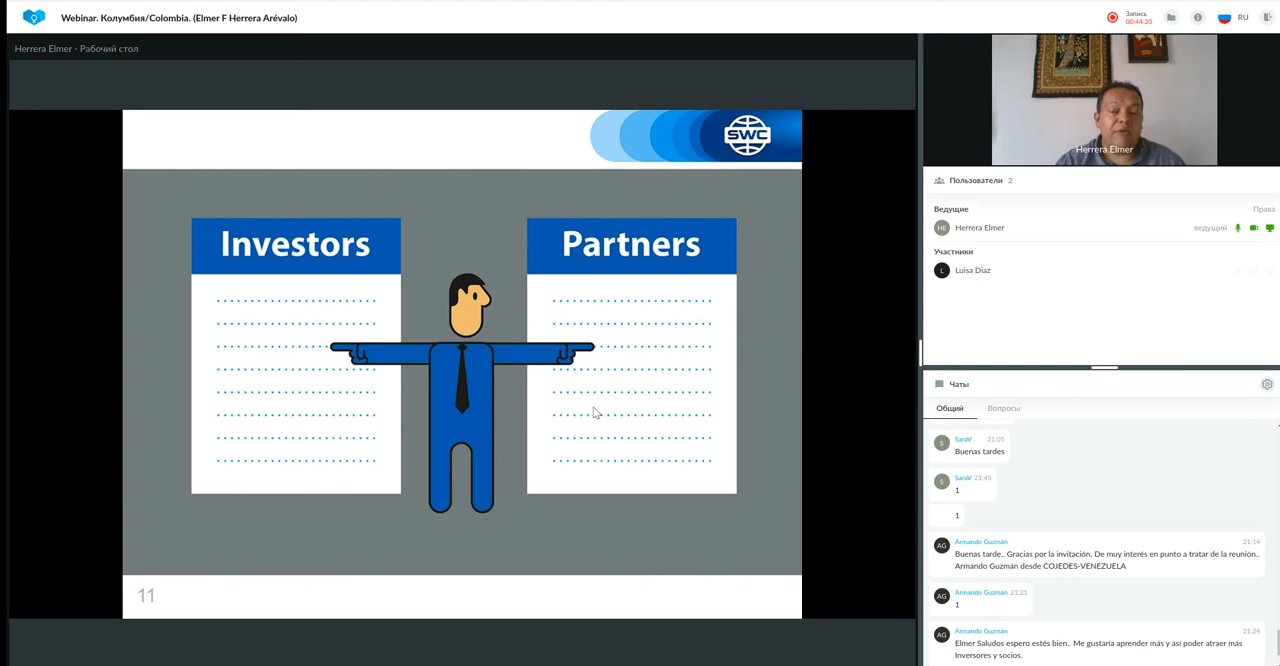 Webinar. Колумбия/Colombia. (Elmer F Herrera Arévalo)
Запись
00:44:20
RU
Herrera Elmer - Рабочий стол
SWC
Investors
Partners
11
Herrera Elmer
Пользователи 2
Ведущие
Права
HE
Herrera Elmer
ведущий
Участники
L
Luisa Diaz
Чаты
Общий
Вопросы
S
SaraV 21:05
Buenas tardes
S
SaraV 21:45
1
1
AG
Armando Guzmán 21:14
Buenas tarde.. Gracias por la invitación. De muy interés en punto a tratar de la reunión..
Armando Guzmán desde COJEDES-VENEZUELA
AG
Armando Guzmán 21:21
1
AG
Armando Guzmán 21:24
Elmer Saludos espero estés bien.. Me gustaría aprender más y así poder atraer más
Inversores y socios.